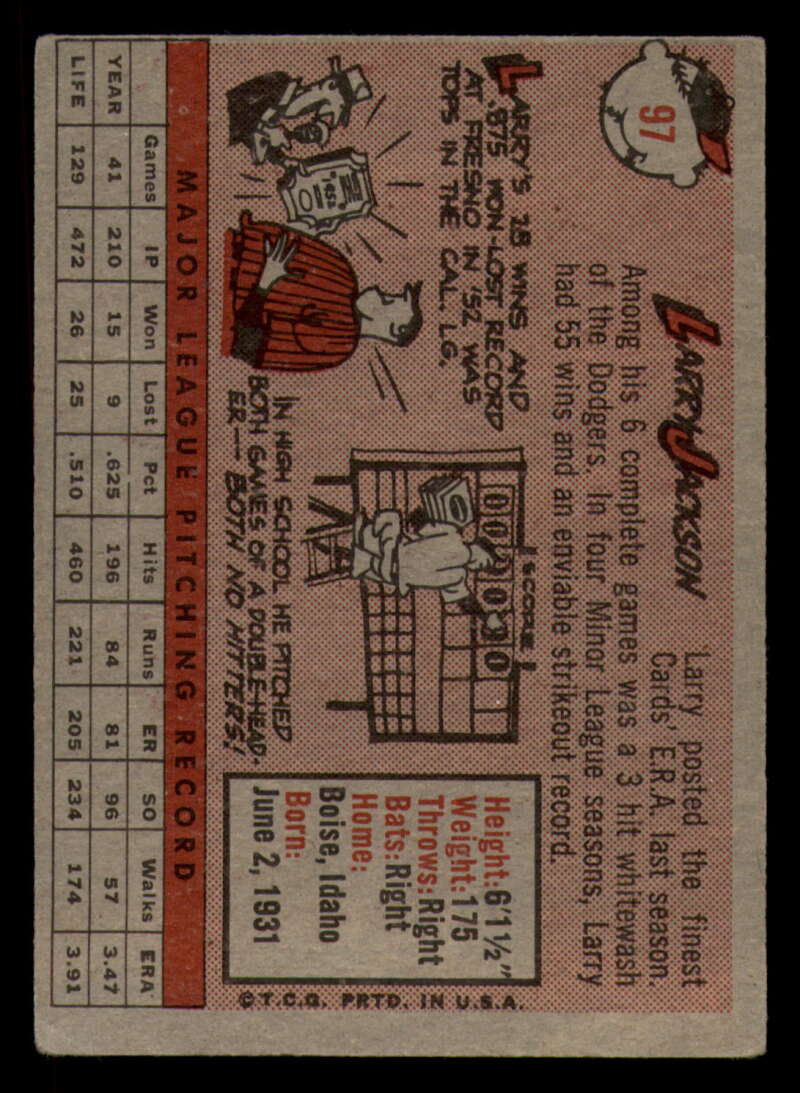 97
LARRY JACKSON
Larry posted the finest
Cards' E.R.A. last season.
Among his 6 complete games was a 3 hit whitewash
of the Dodgers. In four Minor League seasons, Larry
had 55 wins and an enviable strikeout record.
LARRY'S 28 WINS AND
.875 WON-LOST RECORD
AT FRESNO IN '52 WAS
TOPS IN THE CAL. LG.
SCORE
0 0 0 0 0 0
IN HIGH SCHOOL HE PITCHED
BOTH GAMES OF A DOUBLE-HEAD-
ER— BOTH NO HITTERS!
Height: 6'1½"
Weight: 175
Throws: Right
Bats: Right
Home:
Boise, Idaho
Born:
June 2, 1931
©T.C.G. PRTD. IN U.S.A.
MAJOR LEAGUE PITCHING RECORD
Games IP Won Lost Pct Hits Runs ER SO Walks ERA
YEAR 41 210 15 9 .625 196 84 81 96 57 3.47
LIFE 129 472 26 25 .510 460 221 205 234 174 3.91